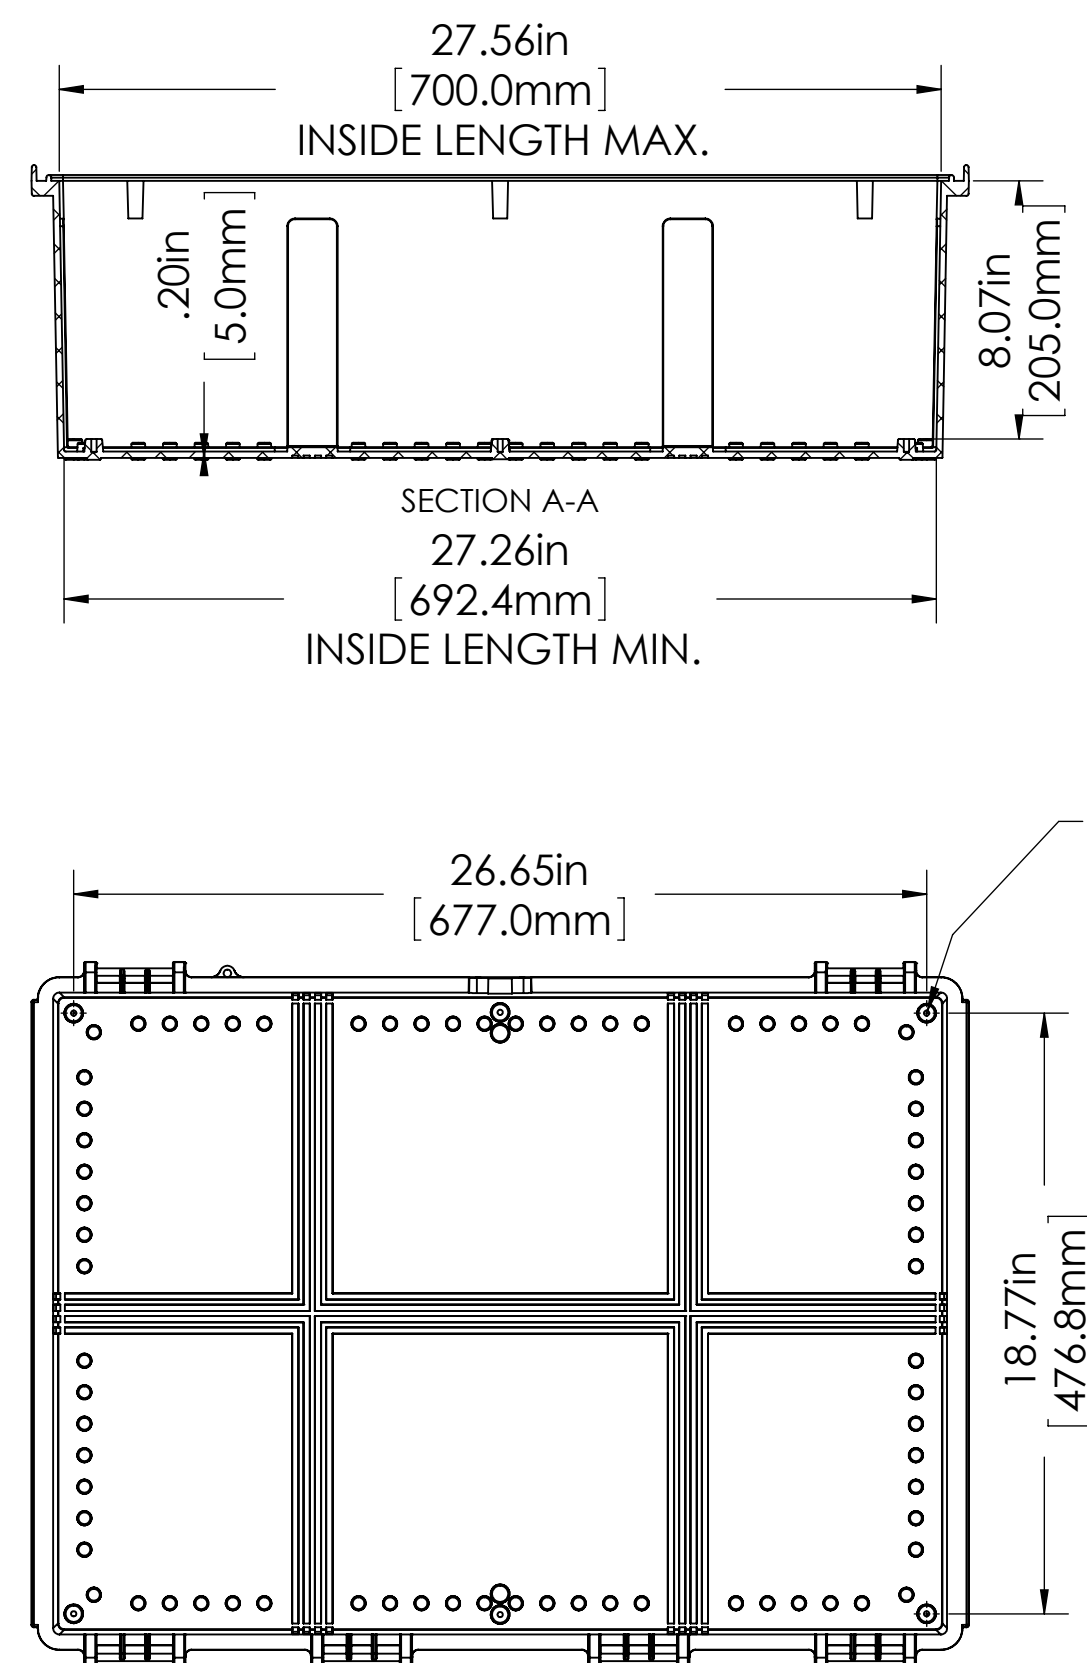 27.56in
[700.0mm]
INSIDE LENGTH MAX.
.20in
[5.0mm]
8.07in
[205.0mm]
SECTION A-A
27.26in
[692.4mm]
INSIDE LENGTH MIN.
26.65in
[677.0mm]
18.77in
[476.8mm]